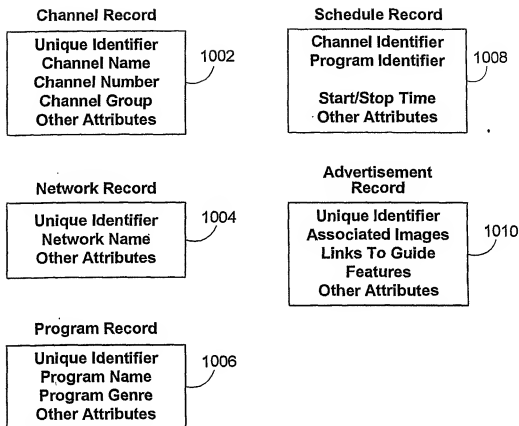 Channel Record
Unique Identifier
Channel Name
Channel Number
Channel Group
Other Attributes
1002
Network Record
Unique Identifier
Network Name
Other Attributes
1004
Program Record
Unique Identifier
Program Name
Program Genre
Other Attributes
1006
Schedule Record
Channel Identifier
Program Identifier
Start/Stop Time
Other Attributes
1008
Advertisement
Record
Unique Identifier
Associated Images
Links To Guide
Features
Other Attributes
1010